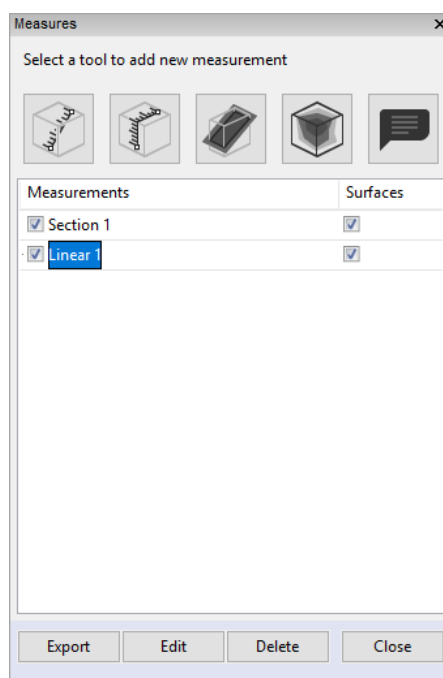 Measures
Select a tool to add new measurement
Measurements Surfaces
Section 1
Linear 1
Export Edit Delete Close